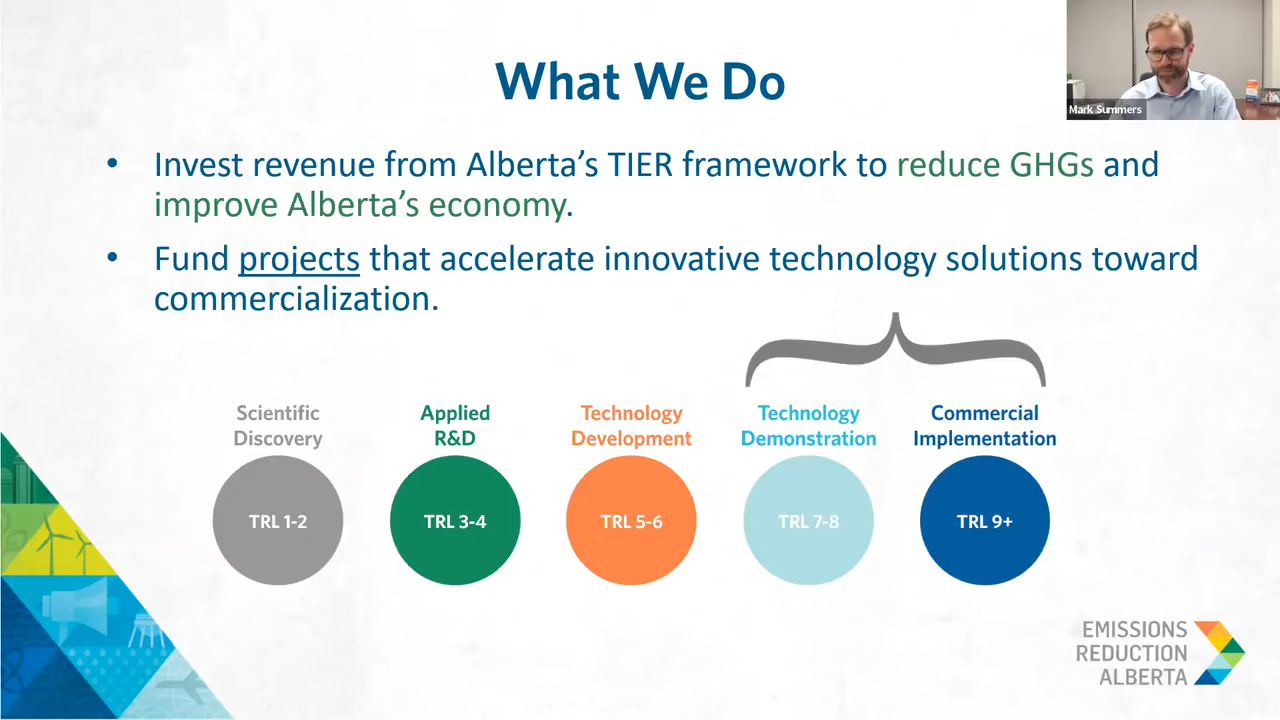 What We Do
Mark Summers
• Invest revenue from Alberta’s TIER framework to reduce GHGs and
improve Alberta’s economy.
• Fund projects that accelerate innovative technology solutions toward
commercialization.
Scientific
Discovery
Applied
R&D
Technology
Development
Technology
Demonstration
Commercial
Implementation
TRL 1-2
TRL 3-4
TRL 5-6
TRL 7-8
TRL 9+
EMISSIONS
REDUCTION
ALBERTA